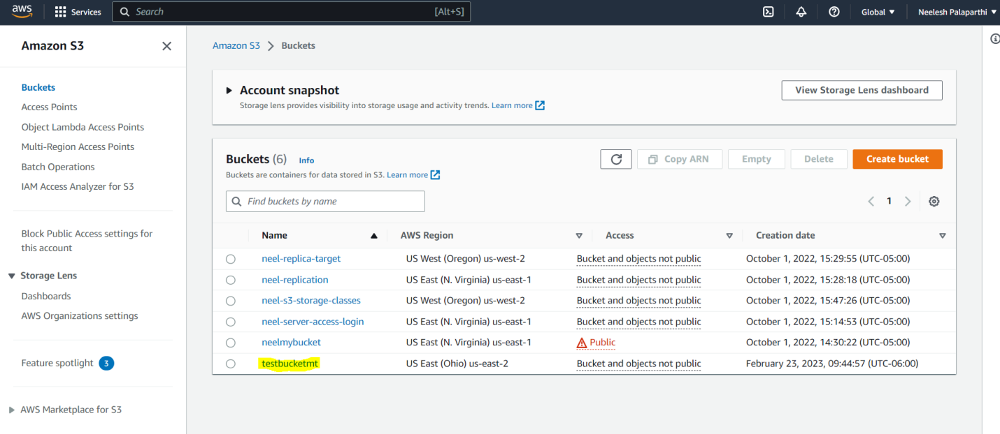 aws Services Search [Alt+S] Global ▼ Neelesh Palaparthi ▼
Amazon S3
Buckets
Access Points
Object Lambda Access Points
Multi-Region Access Points
Batch Operations
IAM Access Analyzer for S3
Block Public Access settings for
this account
Storage Lens
Dashboards
AWS Organizations settings
Feature spotlight 3
AWS Marketplace for S3
Amazon S3 > Buckets
Account snapshot
Storage lens provides visibility into storage usage and activity trends. Learn more
View Storage Lens dashboard
Buckets (6) Info
Buckets are containers for data stored in S3. Learn more
Copy ARN Empty Delete Create bucket
Find buckets by name
< 1 >
Name AWS Region Access Creation date
neel-replica-target US West (Oregon) us-west-2 Bucket and objects not public October 1, 2022, 15:29:55 (UTC-05:00)
neel-replication US East (N. Virginia) us-east-1 Bucket and objects not public October 1, 2022, 15:28:18 (UTC-05:00)
neel-s3-storage-classes US West (Oregon) us-west-2 Bucket and objects not public October 1, 2022, 15:47:26 (UTC-05:00)
neel-server-access-login US East (N. Virginia) us-east-1 Bucket and objects not public October 1, 2022, 15:14:53 (UTC-05:00)
neelmybucket US East (N. Virginia) us-east-1 Public October 1, 2022, 14:30:22 (UTC-05:00)
testbucketmt US East (Ohio) us-east-2 Bucket and objects not public February 23, 2023, 09:44:57 (UTC-06:00)